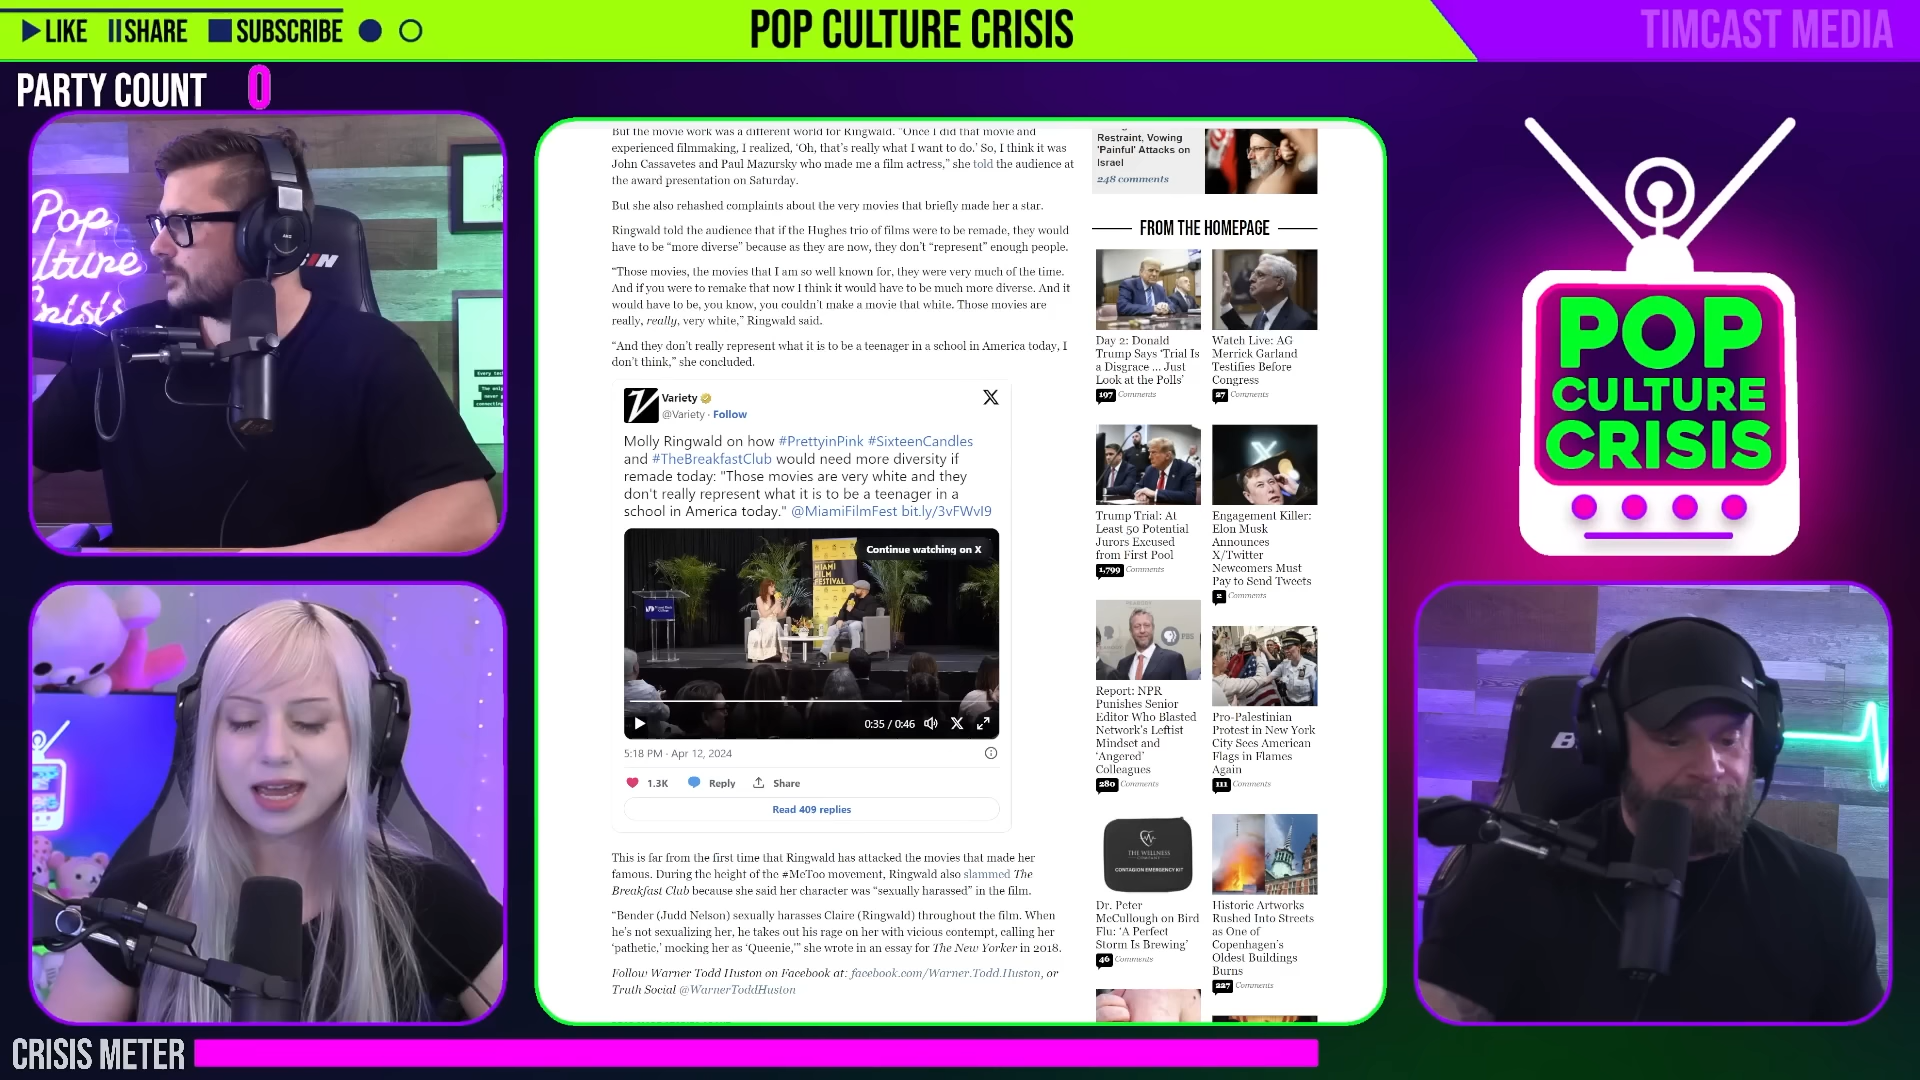 LIKE SHARE SUBSCRIBE
POP CULTURE CRISIS
TIMCAST MEDIA
PARTY COUNT 0
Pop
Culture
Crisis
But the movie work was a different world for Ringwald. "Once I did that movie and
experienced filmmaking, I realized, 'Oh, that's really what I want to do.' So, I think it was
John Cassavetes and Paul Mazursky who made me a film actress," she told the audience at
the award presentation on Saturday.
But she also rehashed complaints about the very movies that briefly made her a star.
Ringwald told the audience that if the Hughes trio of films were to be remade, they would
have to be "more diverse" because as they are now, they don't "represent" enough people.
"Those movies, the movies that I am so well known for, they were very much of the time.
And if you were to remake that now I think it would have to be much more diverse. And it
would have to be, you know, you couldn't make a movie that white. Those movies are
really, really, very white," Ringwald said.
"And they don't really represent what it is to be a teenager in a school in America today, I
don't think," she concluded.
Variety
@Variety · Follow
Molly Ringwald on how #PrettyinPink #SixteenCandles
and #TheBreakfastClub would need more diversity if
remade today: "Those movies are very white and they
don't really represent what it is to be a teenager in a
school in America today." @MiamiFilmFest bit.ly/3vFWvI9
Continue watching on X
MIAMI
FILM
FESTIVAL
0:35 / 0:46
5:18 PM · Apr 12, 2024
1.3K Reply Share
Read 409 replies
This is far from the first time that Ringwald has attacked the movies that made her
famous. During the height of the #MeToo movement, Ringwald also slammed The
Breakfast Club because she said her character was "sexually harassed" in the film.
"Bender (Judd Nelson) sexually harasses Claire (Ringwald) throughout the film. When
he's not sexualizing her, he takes out his rage on her with vicious contempt, calling her
'pathetic,' mocking her as 'Queenie,'" she wrote in an essay for The New Yorker in 2018.
Follow Warner Todd Huston on Facebook at: facebook.com/Warner.Todd.Huston, or
Truth Social @WarnerToddHuston
Restraint, Vowing
'Painful' Attacks on
Israel
248 comments
FROM THE HOMEPAGE
Day 2: Donald
Trump Says 'Trial Is
a Disgrace ... Just
Look at the Polls'
197 Comments
Watch Live: AG
Merrick Garland
Testifies Before
Congress
27 Comments
Trump Trial: At
Least 50 Potential
Jurors Excused
from First Pool
1,799 Comments
Engagement Killer:
Elon Musk
Announces
X/Twitter
Newcomers Must
Pay to Send Tweets
2 Comments
PBS
Report: NPR
Punishes Senior
Editor Who Blasted
Network's Leftist
Mindset and
'Angered'
Colleagues
280 Comments
Pro-Palestinian
Protest in New York
City Sees American
Flags in Flames
Again
111 Comments
THE WELLNESS
COMPANY
CONTAGION EMERGENCY KIT
Dr. Peter
McCullough on Bird
Flu: 'A Perfect
Storm Is Brewing'
46 Comments
Historic Artworks
Rushed Into Streets
as One of
Copenhagen's
Oldest Buildings
Burns
227 Comments
POP
CULTURE
CRISIS
CRISIS METER